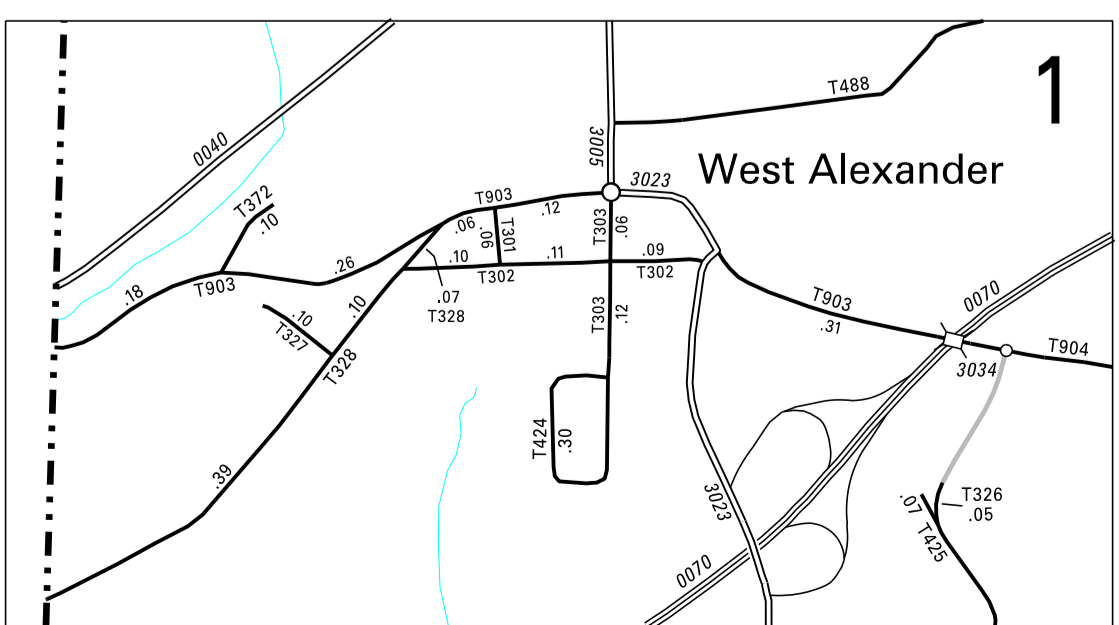 1
T488
0040
3005
West Alexander
3023
T372
.10
T903
.12
.06
.06
T301
T303
.06
.26
.10
T302
.11
.09
T302
.18
T903
.07
T328
.10
T303
.12
T903
.31
0070
T904
3034
.10
T327
T328
T424
.30
.39
3023
.07
T425
T326
.05
0070